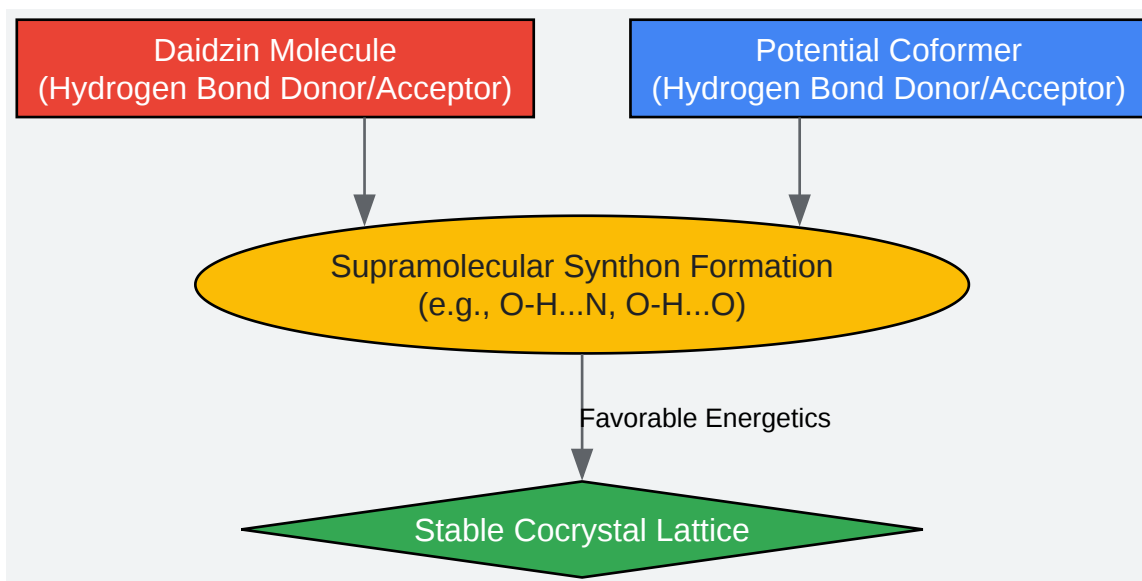 Daidzin Molecule
(Hydrogen Bond Donor/Acceptor)
Potential Coformer
(Hydrogen Bond Donor/Acceptor)
Supramolecular Synthon Formation
(e.g., O-H...N, O-H...O)
Favorable Energetics
Stable Cocrystal Lattice